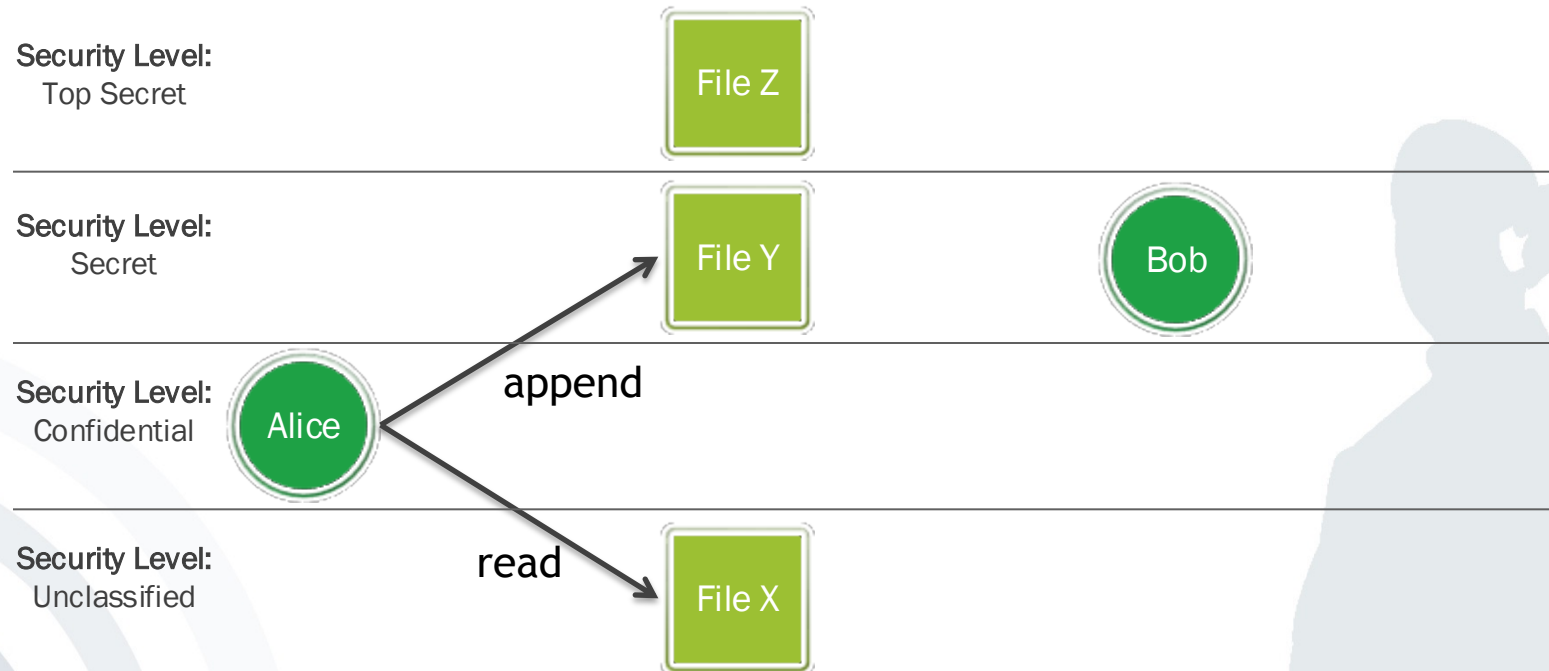 Security Level:
Top Secret
File Z
Security Level:
Secret
File Y
Bob
append
Security Level:
Confidential
Alice
read
Security Level:
Unclassified
File X